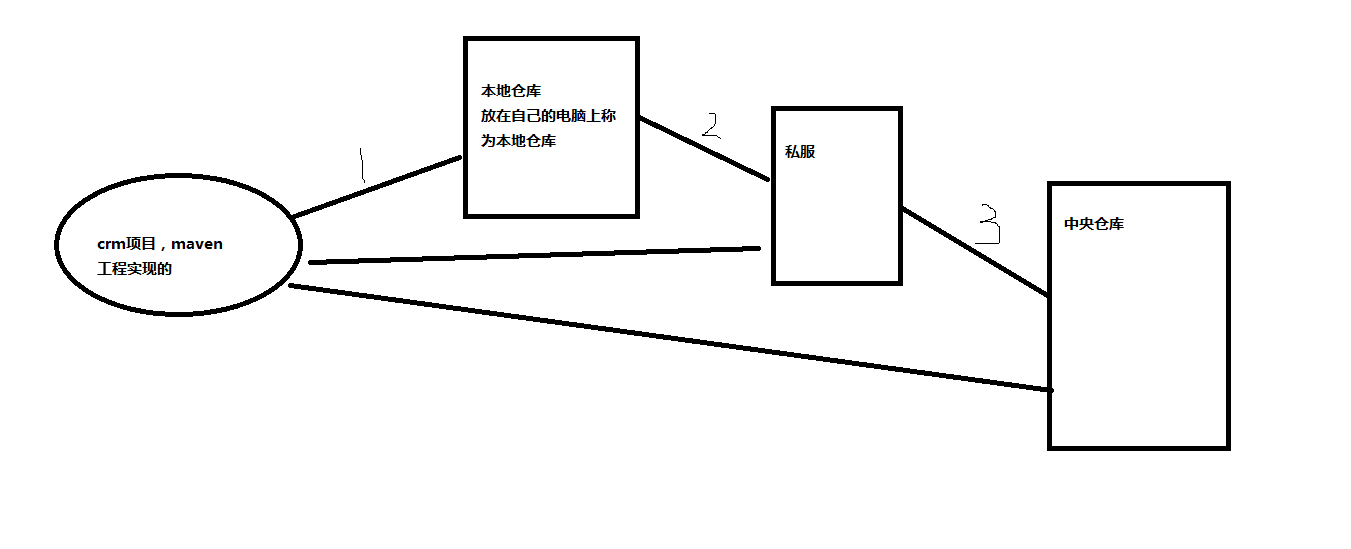 本地仓库
放在自己的电脑上称
为本地仓库
2
私服
1
3
中央仓库
crm项目，maven
工程实现的